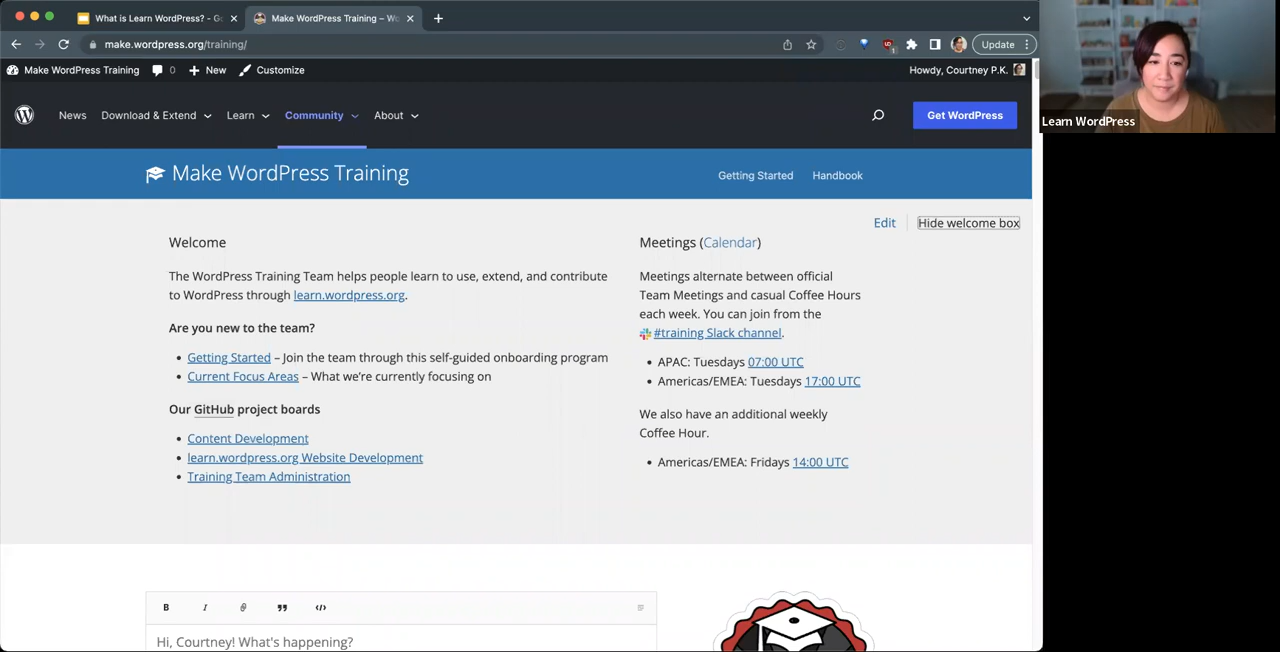 What is Learn WordPress? - Go
Make WordPress Training – Wo
make.wordpress.org/training/
Update
Make WordPress Training
0
New
Customize
Howdy, Courtney P.K.
Learn WordPress
News
Download & Extend
Learn
Community
About
Get WordPress
Make WordPress Training
Getting Started
Handbook
Edit
Hide welcome box
Welcome
The WordPress Training Team helps people learn to use, extend, and contribute
to WordPress through learn.wordpress.org.
Are you new to the team?
• Getting Started – Join the team through this self-guided onboarding program
• Current Focus Areas – What we're currently focusing on
Our GitHub project boards
• Content Development
• learn.wordpress.org Website Development
• Training Team Administration
Meetings (Calendar)
Meetings alternate between official
Team Meetings and casual Coffee Hours
each week. You can join from the
#training Slack channel.
• APAC: Tuesdays 07:00 UTC
• Americas/EMEA: Tuesdays 17:00 UTC
We also have an additional weekly
Coffee Hour.
• Americas/EMEA: Fridays 14:00 UTC
B I
Hi, Courtney! What's happening?